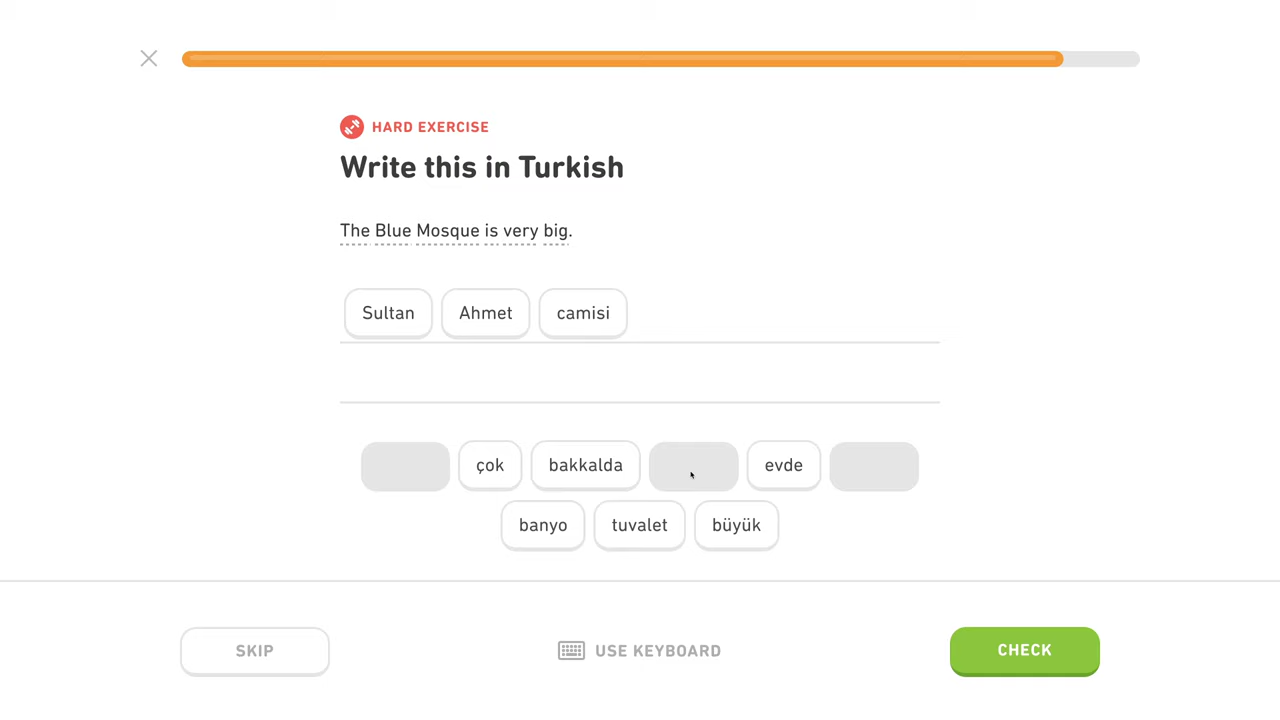 HARD EXERCISE
Write this in Turkish
The Blue Mosque is very big.
Sultan Ahmet camisi
çok bakkalda evde
banyo tuvalet büyük
SKIP USE KEYBOARD CHECK